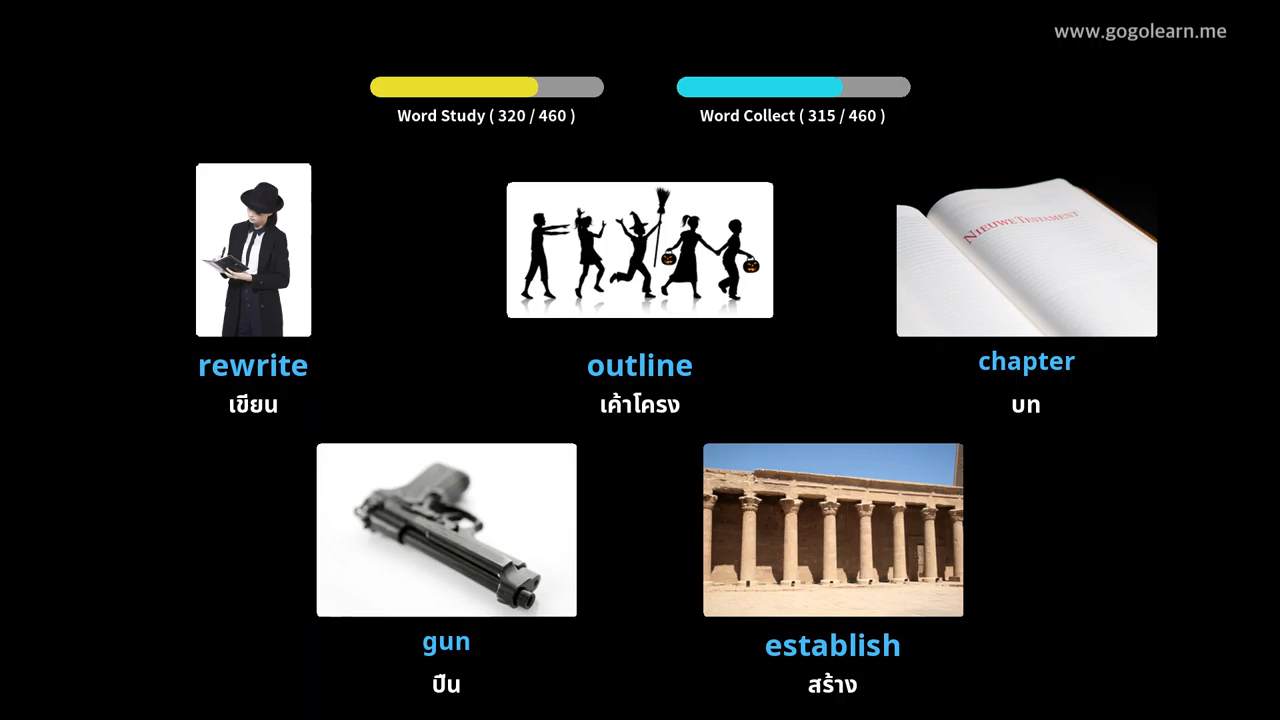 www.gogolearn.me
Word Study ( 320 / 460 )
Word Collect ( 315 / 460 )
NIEUWE TESTAMENT
rewrite
outline
chapter
เขียน
เค้าโครง
บท
gun
establish
ปืน
สร้าง